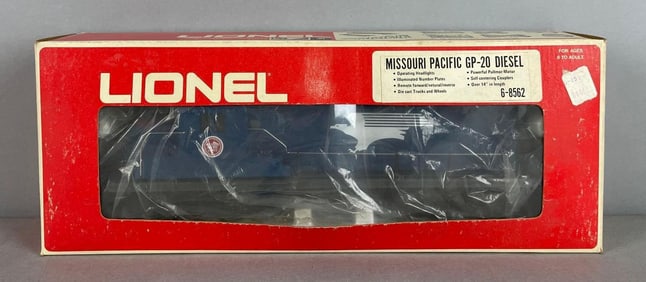 LIONEL
MISSOURI PACIFIC GP-20 DIESEL
• Operating Headlights
• Illuminated Number Plates
• Remote forward/neutral/reverse
• Die cast Trucks and Wheels
• Powerful Pullmor Motor
• Self centering Couplers
• Over 14" in length
6-8562
FOR AGES
8 TO ADULT